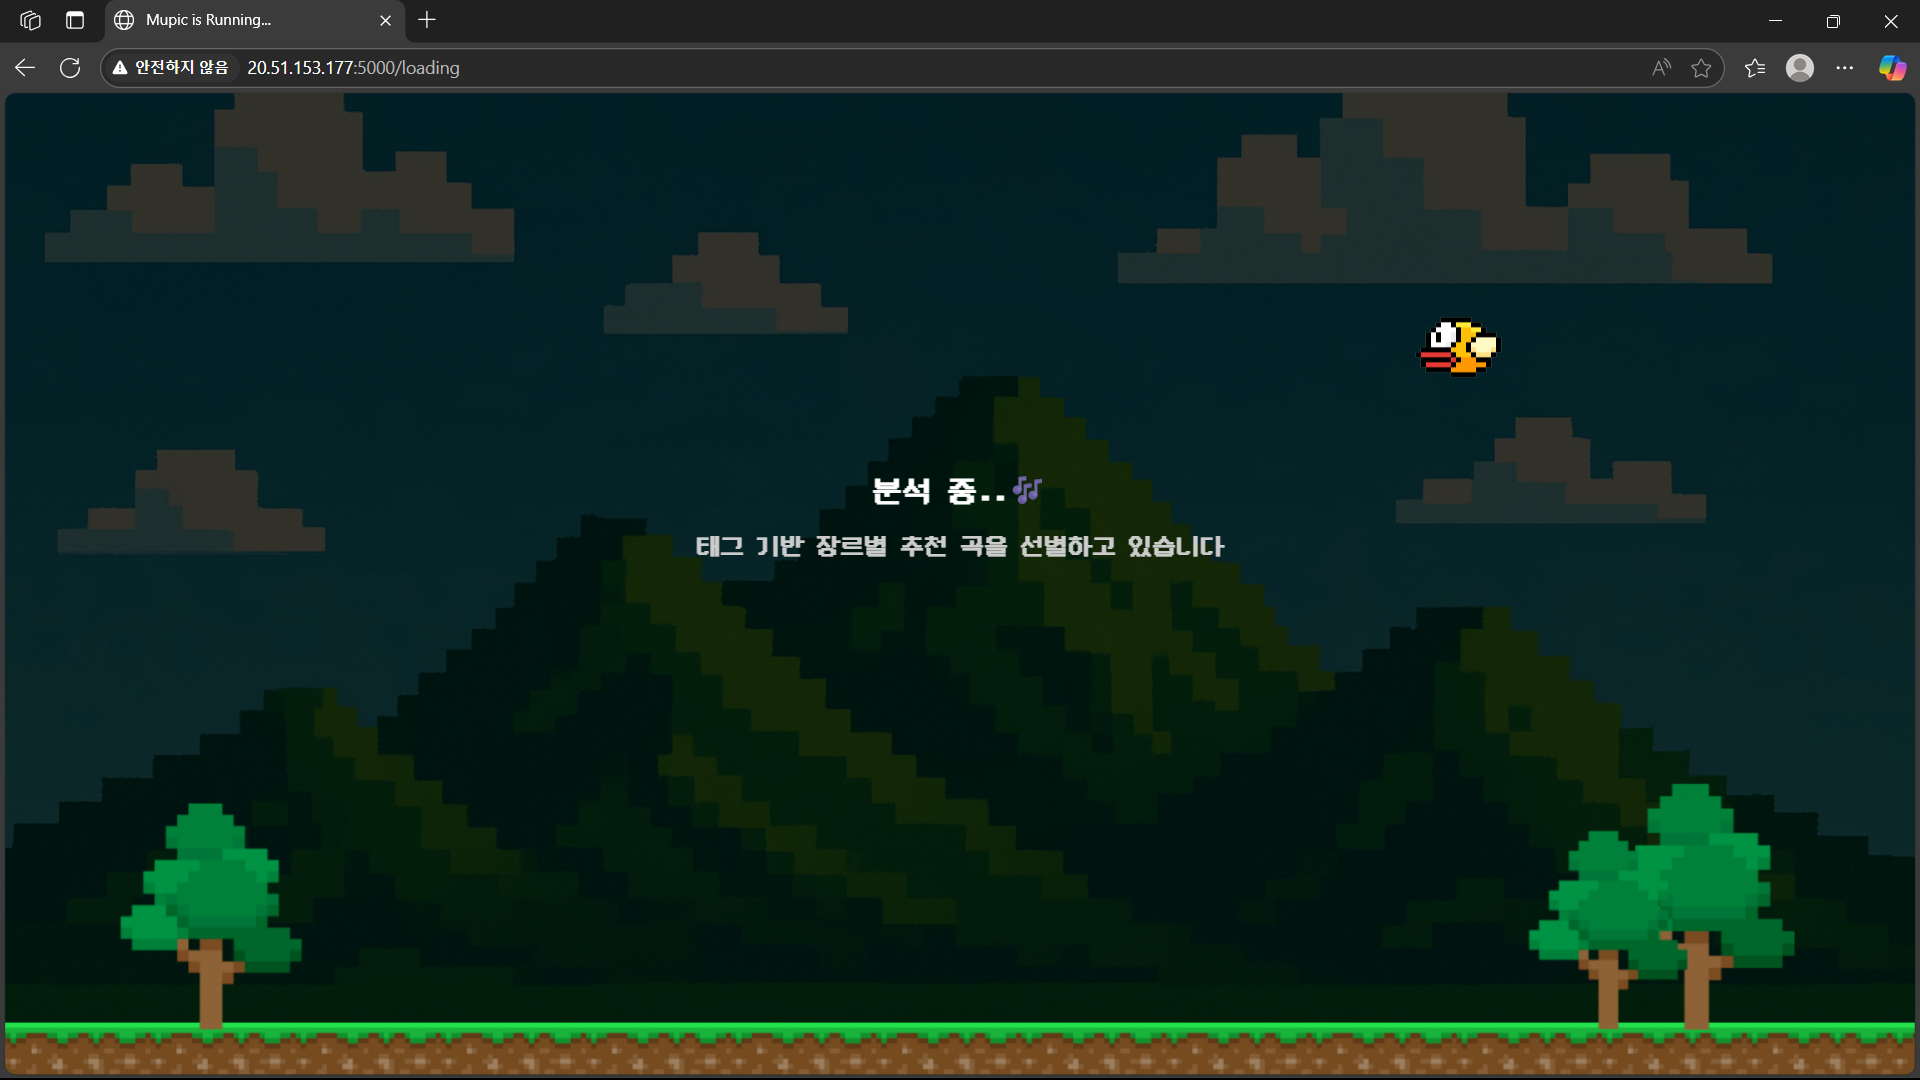 Mupic is Running...
안전하지 않음 20.51.153.177:5000/loading
분석 중..🎶
태그 기반 장르별 추천 곡을 선별하고 있습니다